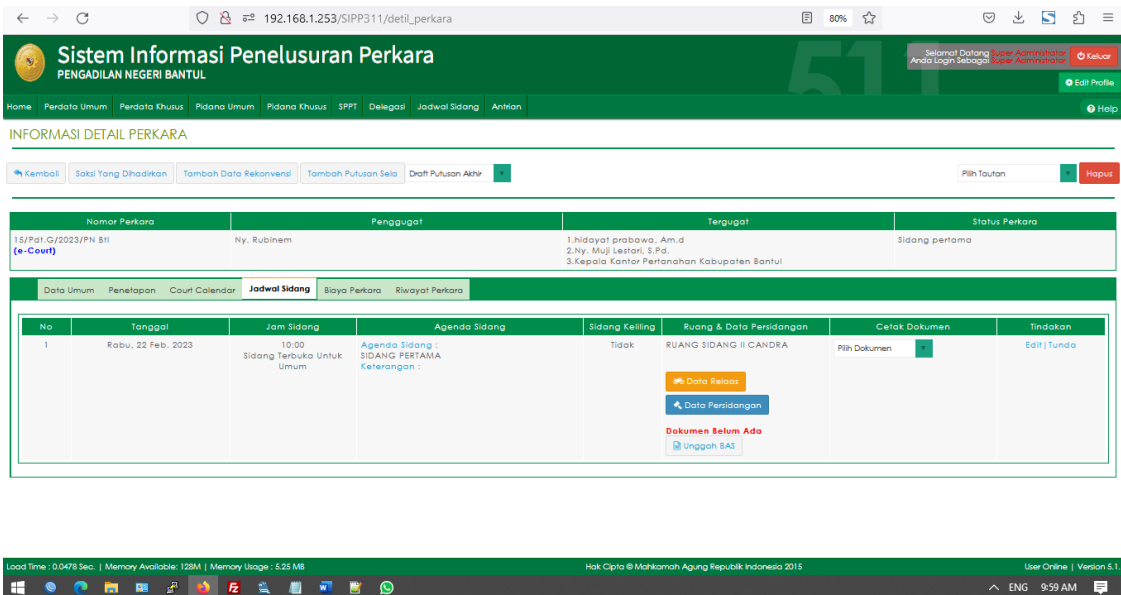 192.168.1.253/SIPP311/detil_perkara
80%
Sistem Informasi Penelusuran Perkara
PENGADILAN NEGERI BANTUL
511
Selamat Datang Super Administrator
Anda Login Sebagai Super Administrator
Keluar
Edit Profile
Home Perdata Umum Perdata Khusus Pidana Umum Pidana Khusus SPPT Delegasi Jadwal Sidang Antrian
Help
INFORMASI DETAIL PERKARA
Kembali Saksi Yang Dihadirkan Tambah Data Rekonvensi Tambah Putusan Sela Draft Putusan Akhir
Pilih Tautan Hapus
Nomor Perkara Penggugat Tergugat Status Perkara
15/Pdt.G/2023/PN Btl Ny. Rubinem 1.hidayat prabawa, Am.d Sidang pertama
(e-Court) 2.Ny. Muji Lestari, S.Pd.
3.Kepala Kantor Pertanahan Kabupaten Bantul
Data Umum Penetapan Court Calendar Jadwal Sidang Biaya Perkara Riwayat Perkara
No Tanggal Jam Sidang Agenda Sidang Sidang Keliling Ruang & Data Persidangan Cetak Dokumen Tindakan
1 Rabu, 22 Feb. 2023 10:00 Agenda Sidang : Tidak RUANG SIDANG II CANDRA Pilih Dokumen Edit|Tunda
Sidang Terbuka Untuk SIDANG PERTAMA
Umum Keterangan :
Data Relaas
Data Persidangan
Dokumen Belum Ada
Unggah BAS
Load Time : 0.0478 Sec. | Memory Available: 128M | Memory Usage : 5.25 MB
Hak Cipta @ Mahkamah Agung Republik Indonesia 2015
User Online | Version 5.1.
ENG 9:59 AM